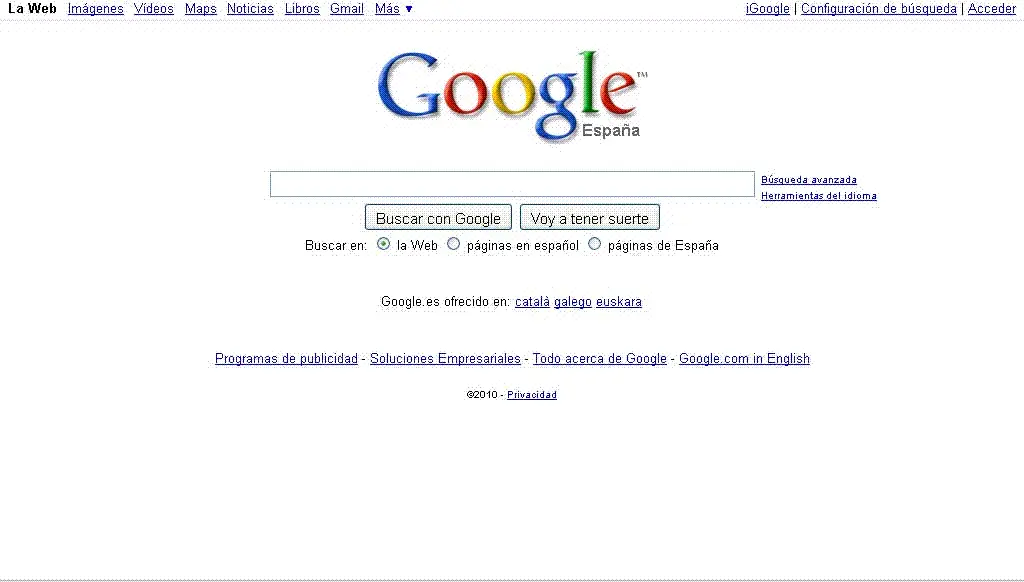 La Web Imágenes Vídeos Maps Noticias Libros Gmail Más ▼ iGoogle | Configuración de búsqueda | Acceder
Google™
España
Búsqueda avanzada
Herramientas del idioma
Buscar con Google Voy a tener suerte
Buscar en: la Web páginas en español páginas de España
Google.es ofrecido en: català galego euskara
Programas de publicidad - Soluciones Empresariales - Todo acerca de Google - Google.com in English
©2010 - Privacidad